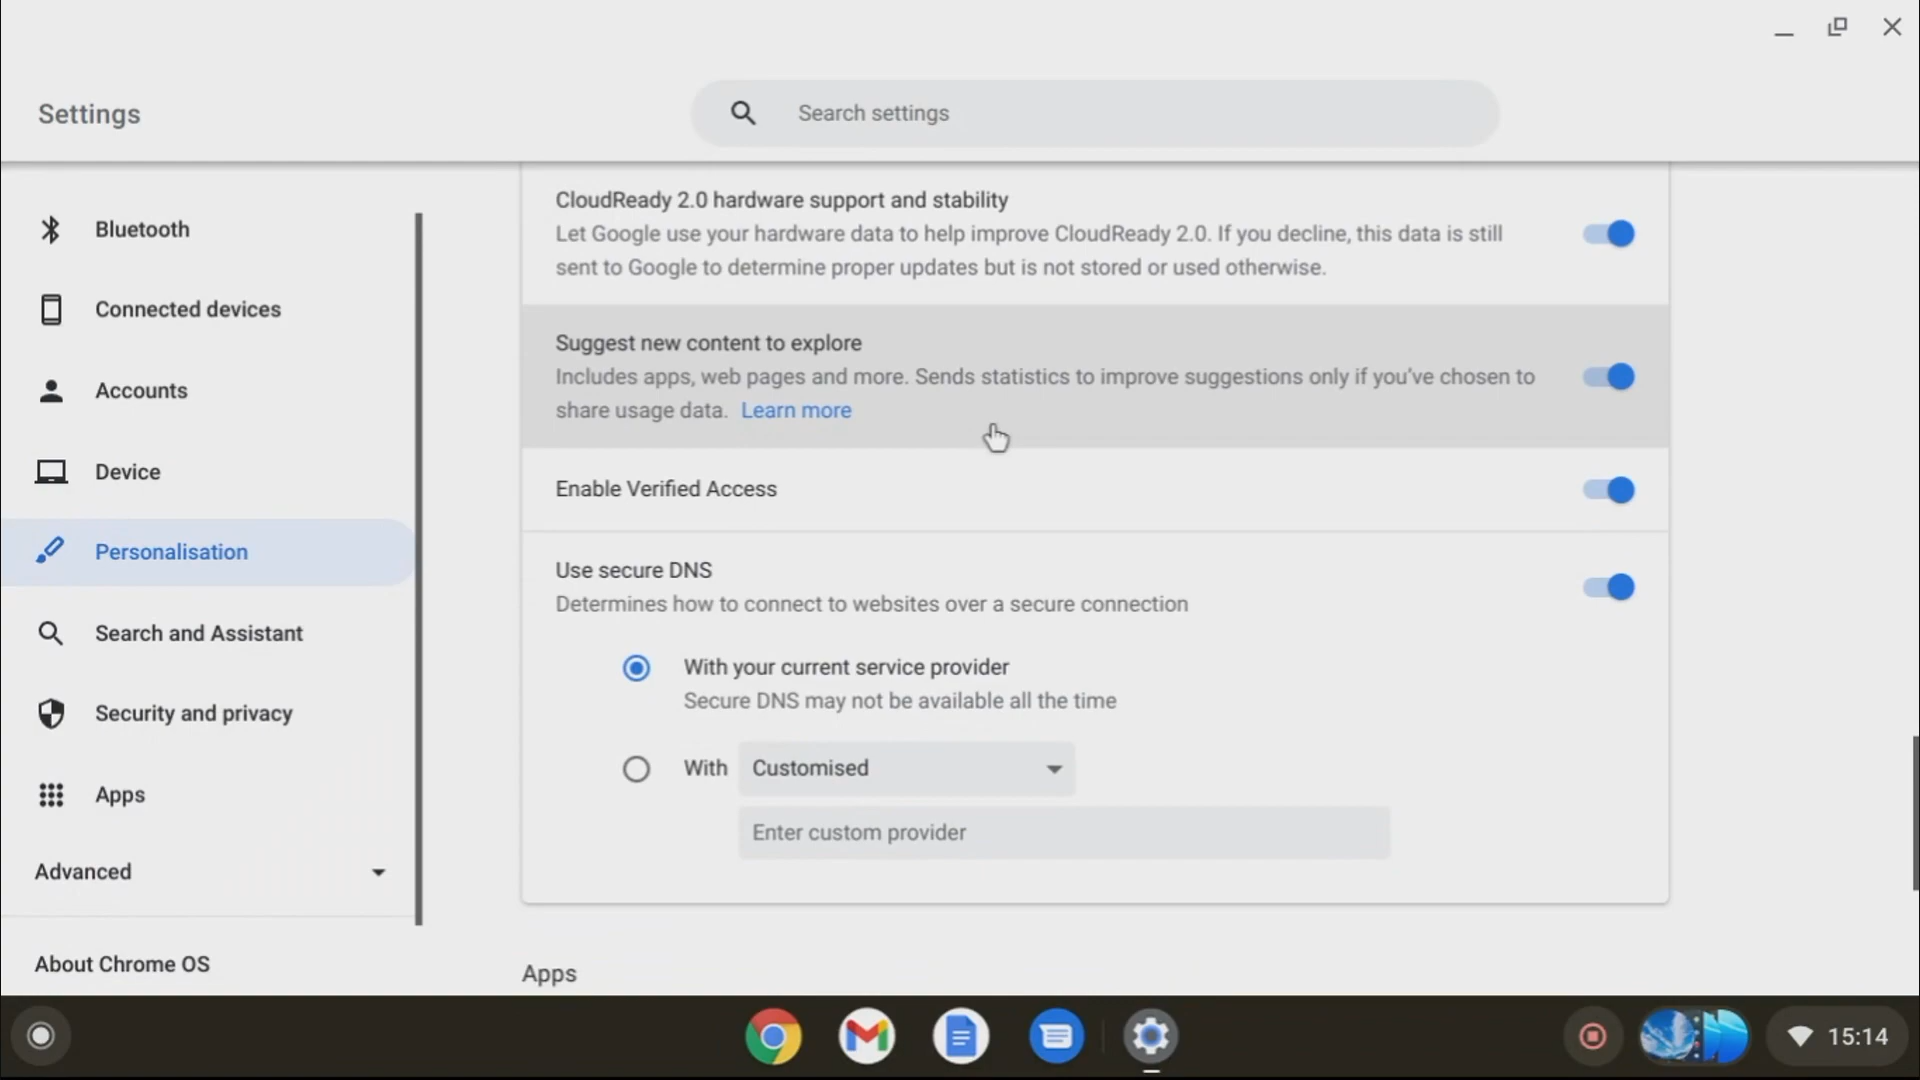 Settings
Search settings
Bluetooth
Connected devices
Accounts
Device
Personalisation
Search and Assistant
Security and privacy
Apps
Advanced
About Chrome OS
CloudReady 2.0 hardware support and stability
Let Google use your hardware data to help improve CloudReady 2.0. If you decline, this data is still
sent to Google to determine proper updates but is not stored or used otherwise.
Suggest new content to explore
Includes apps, web pages and more. Sends statistics to improve suggestions only if you've chosen to
share usage data. Learn more
Enable Verified Access
Use secure DNS
Determines how to connect to websites over a secure connection
With your current service provider
Secure DNS may not be available all the time
With Customised
Enter custom provider
Apps
15:14